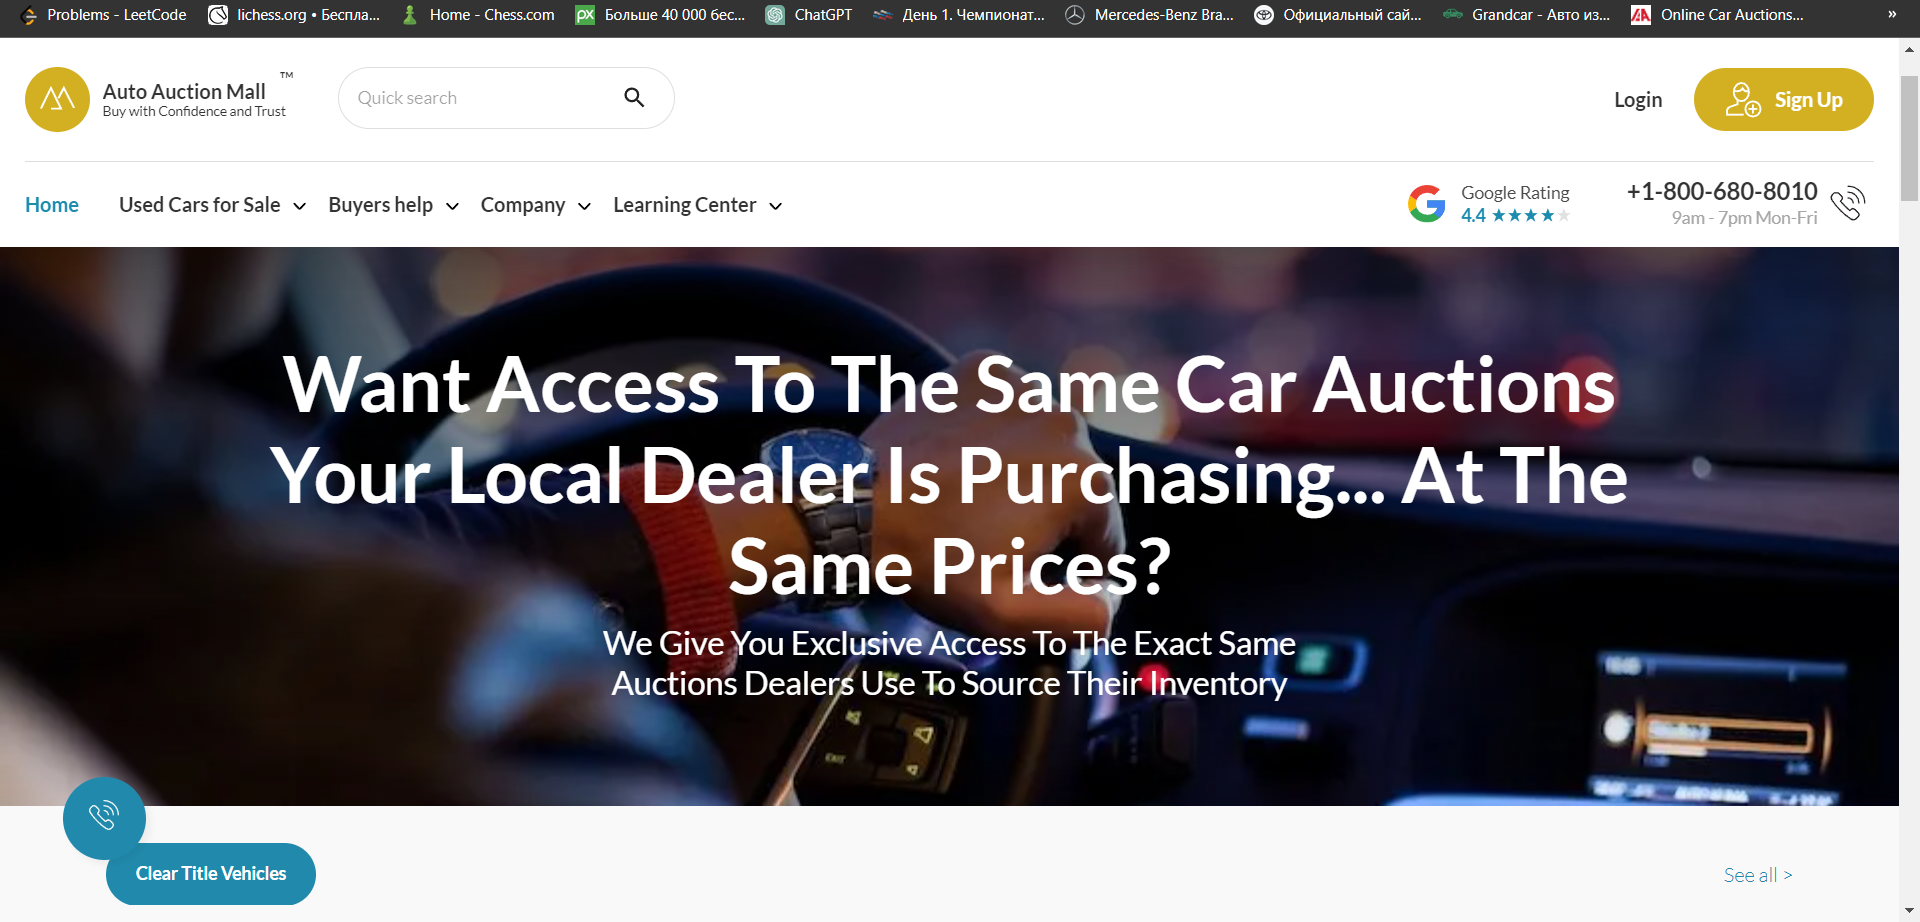 Problems - LeetCode
lichess.org • Беспла...
Home - Chess.com
Больше 40 000 бес...
ChatGPT
День 1. Чемпионат...
Mercedes-Benz Bra...
Официальный сай...
Grandcar - Авто из...
Online Car Auctions...
»
Auto Auction Mall ™
Buy with Confidence and Trust
Quick search
Login
Sign Up
Home
Used Cars for Sale
Buyers help
Company
Learning Center
Google Rating
4.4
+1-800-680-8010
9am - 7pm Mon-Fri
Want Access To The Same Car Auctions
Your Local Dealer Is Purchasing... At The
Same Prices?
We Give You Exclusive Access To The Exact Same
Auctions Dealers Use To Source Their Inventory
EXIT
Clear Title Vehicles
See all >